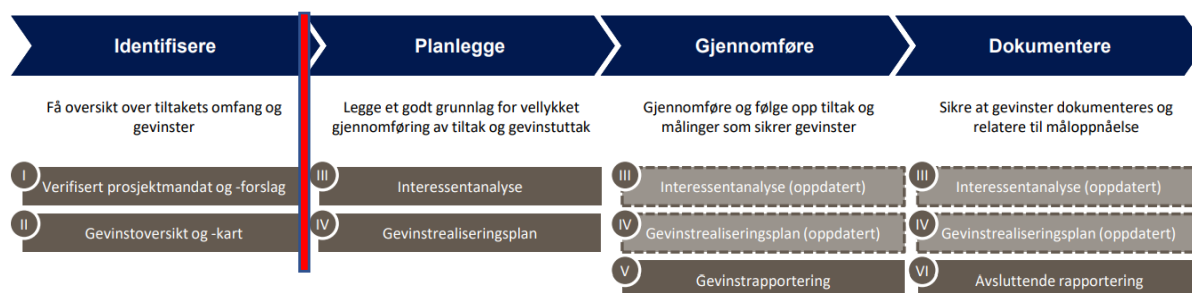 Identifisere
Planlegge
Gjennomføre
Dokumentere
Få oversikt over tiltakets omfang og
gevinster
Legge et godt grunnlag for vellykket
gjennomføring av tiltak og gevinstuttak
Gjennomføre og følge opp tiltak og
målinger som sikrer gevinster
Sikre at gevinster dokumenteres og
relatere til måloppnåelse
I Verifisert prosjektmandat og -forslag
III Interessentanalyse
III Interessentanalyse (oppdatert)
III Interessentanalyse (oppdatert)
II Gevinstoversikt og -kart
IV Gevinstrealiseringsplan
IV Gevinstrealiseringsplan (oppdatert)
IV Gevinstrealiseringsplan (oppdatert)
V Gevinstrapportering
VI Avsluttende rapportering